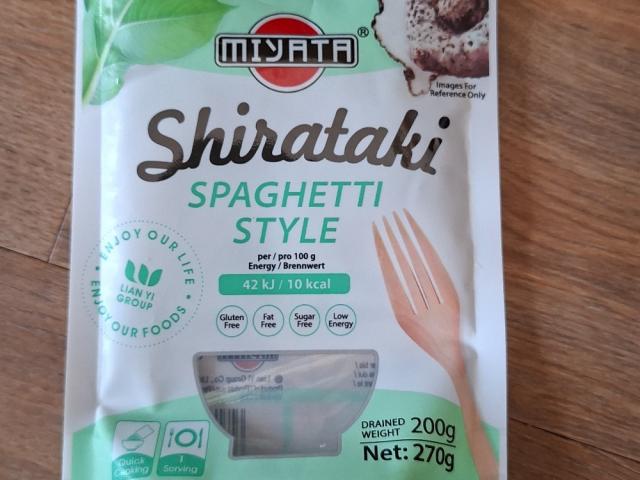 MIYATA®
Images For
Reference Only
Shirataki
SPAGHETTI
STYLE
per / pro 100 g
Energy / Brennwert
42 kJ / 10 kcal
ENJOY OUR LIFE
LIAN YI
GROUP
ENJOY OUR FOODS
Gluten
Free
Fat
Free
Sugar
Free
Low
Energy
DRAINED
WEIGHT 200g
Net: 270g
Quick
Cooking
1
Serving